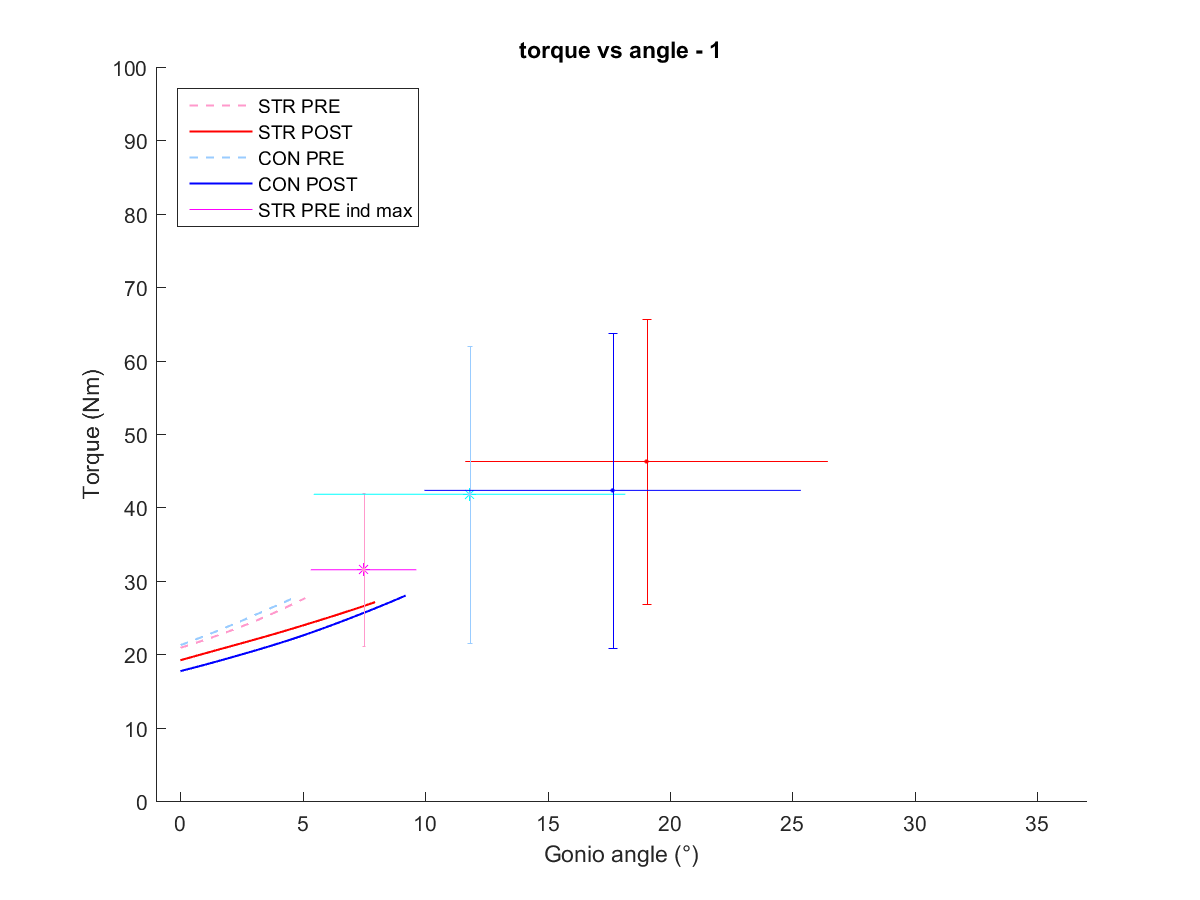 torque vs angle - 1
100
90
80
70
60
50
40
30
20
10
0
Torque (Nm)
STR PRE
STR POST
CON PRE
CON POST
STR PRE ind max
0 5 10 15 20 25 30 35
Gonio angle (°)